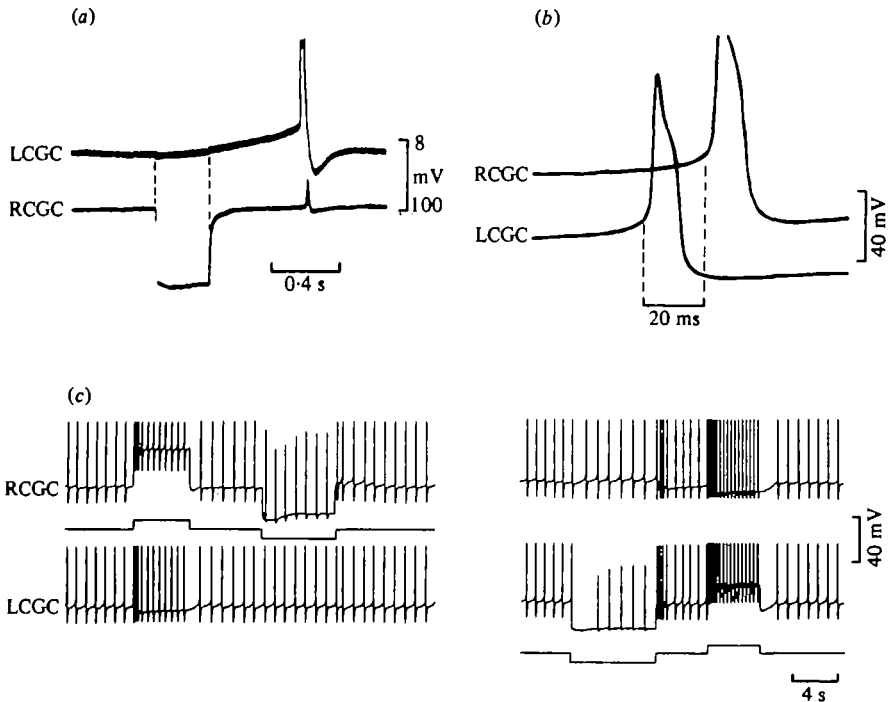 (a)
LCGC
RCGC
8
mV
100
0·4 s
(b)
RCGC
LCGC
40 mV
20 ms
(c)
RCGC
LCGC
40 mV
4 s